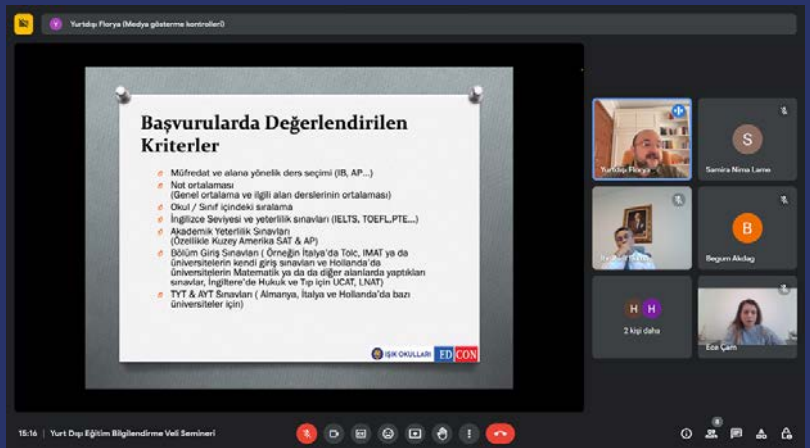 Yurtdışı Florya (Medya gösterme kontrolleri)
Başvurularda Değerlendirilen
Kriterler
Müfredat ve alana yönelik ders seçimi (IB, AP...)
Not ortalaması
(Genel ortalama ve ilgili alan derslerinin ortalaması)
Okul / Sınıf içindeki sıralama
İngilizce Seviyesi ve yeterlilik sınavları (IELTS, TOEFL,PTE...)
Akademik Yeterlilik Sınavları
(Özellikle Kuzey Amerika SAT & AP)
Bölüm Giriş Sınavları ( Örneğin İtalya'da Tolc, IMAT ya da
üniversitelerin kendi giriş sınavları ve Hollanda'da
üniversitelerin Matematik ya da da diğer alanlarda yaptıkları
sınavlar, İngiltere'de Hukuk ve Tıp için UCAT, LNAT)
TYT & AYT Sınavları ( Almanya, İtalya ve Hollanda'da bazı
üniversiteler için)
IŞIK OKULLARI EDCON
Yurtdışı Florya
S
Samira Nima Lame
B
Begum Akdag
H H
2 kişi daha
Ece Çam
15:16 | Yurt Dışı Eğitim Bilgilendirme Veli Semineri
8